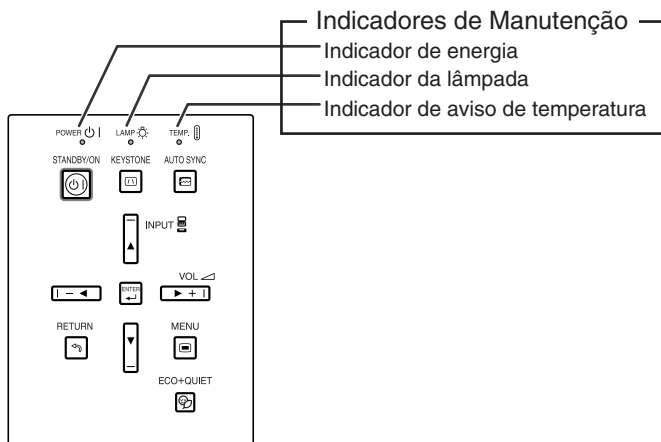 Indicadores de Manutenção
Indicador de energia
Indicador da lâmpada
Indicador de aviso de temperatura
POWER LAMP TEMP.
STANDBY/ON KEYSTONE AUTO SYNC
INPUT
VOL
ENTER
RETURN MENU
ECO+QUIET